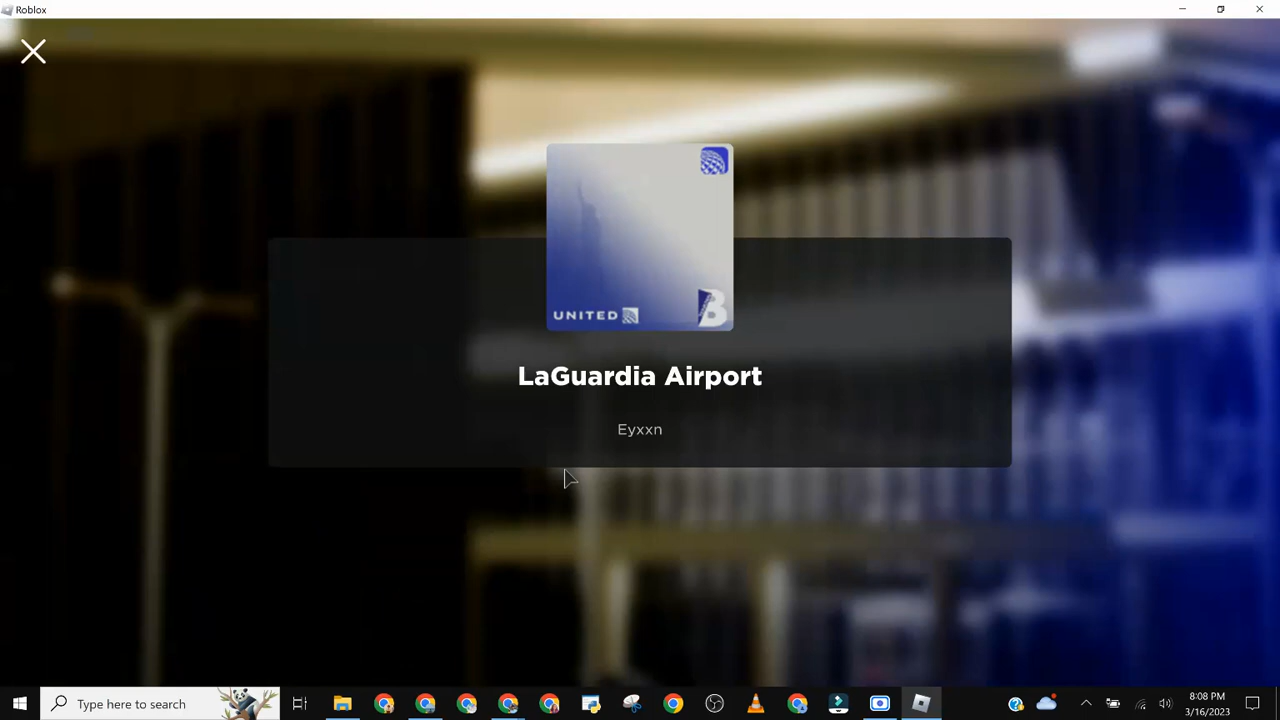 Roblox
UNITED
B
LaGuardia Airport
Eyxxn
Type here to search
8:08 PM
3/16/2023